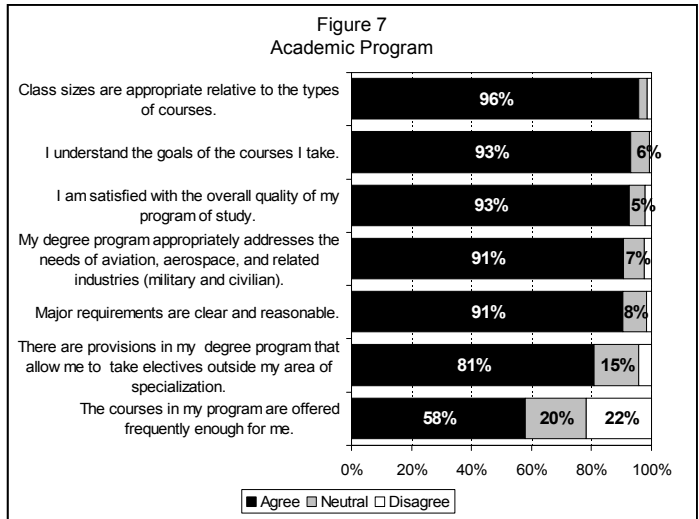 Figure 7
Academic Program
Class sizes are appropriate relative to the types
of courses.
96%
I understand the goals of the courses I take.
93%
6%
I am satisfied with the overall quality of my
program of study.
93%
5%
My degree program appropriately addresses the
needs of aviation, aerospace, and related
industries (military and civilian).
91%
7%
Major requirements are clear and reasonable.
91%
8%
There are provisions in my degree program that
allow me to take electives outside my area of
specialization.
81%
15%
The courses in my program are offered
frequently enough for me.
58%
20%
22%
0% 20% 40% 60% 80% 100%
Agree Neutral Disagree